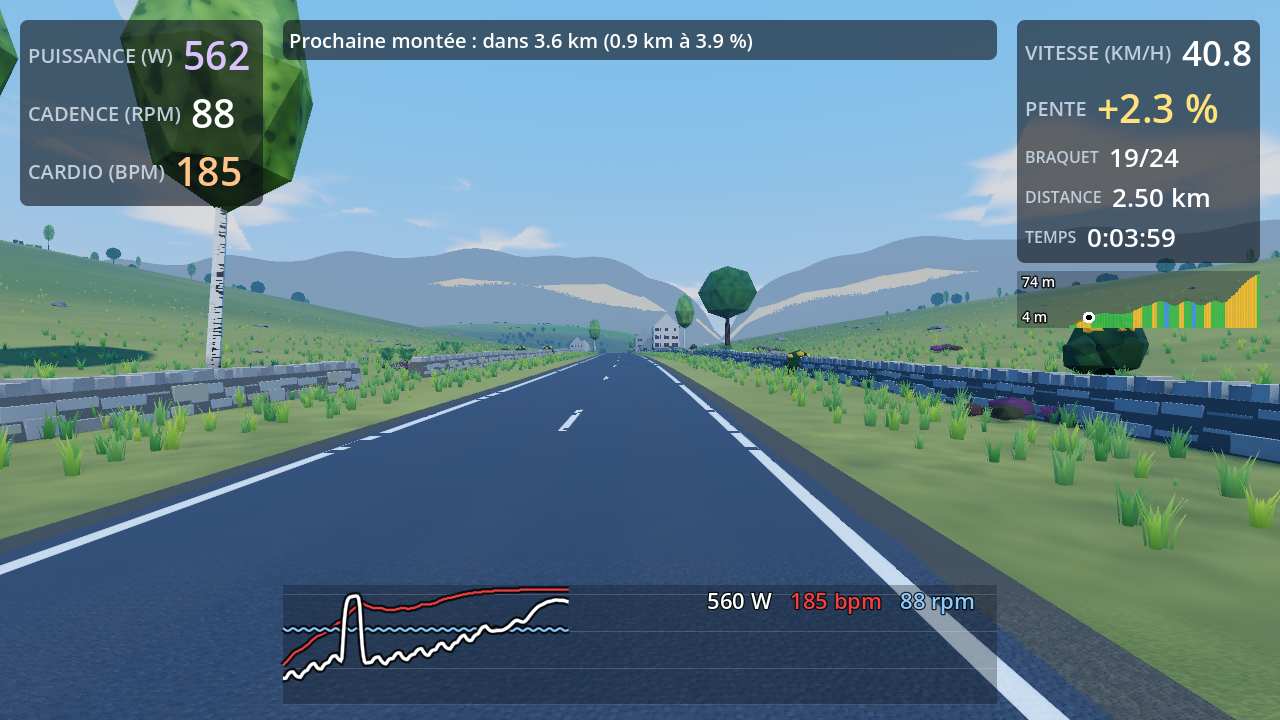 PUISSANCE (W) 562
CADENCE (RPM) 88
CARDIO (BPM) 185
Prochaine montée : dans 3.6 km (0.9 km à 3.9 %)
VITESSE (KM/H) 40.8
PENTE +2.3 %
BRAQUET 19/24
DISTANCE 2.50 km
TEMPS 0:03:59
74 m
4 m
560 W 185 bpm 88 rpm